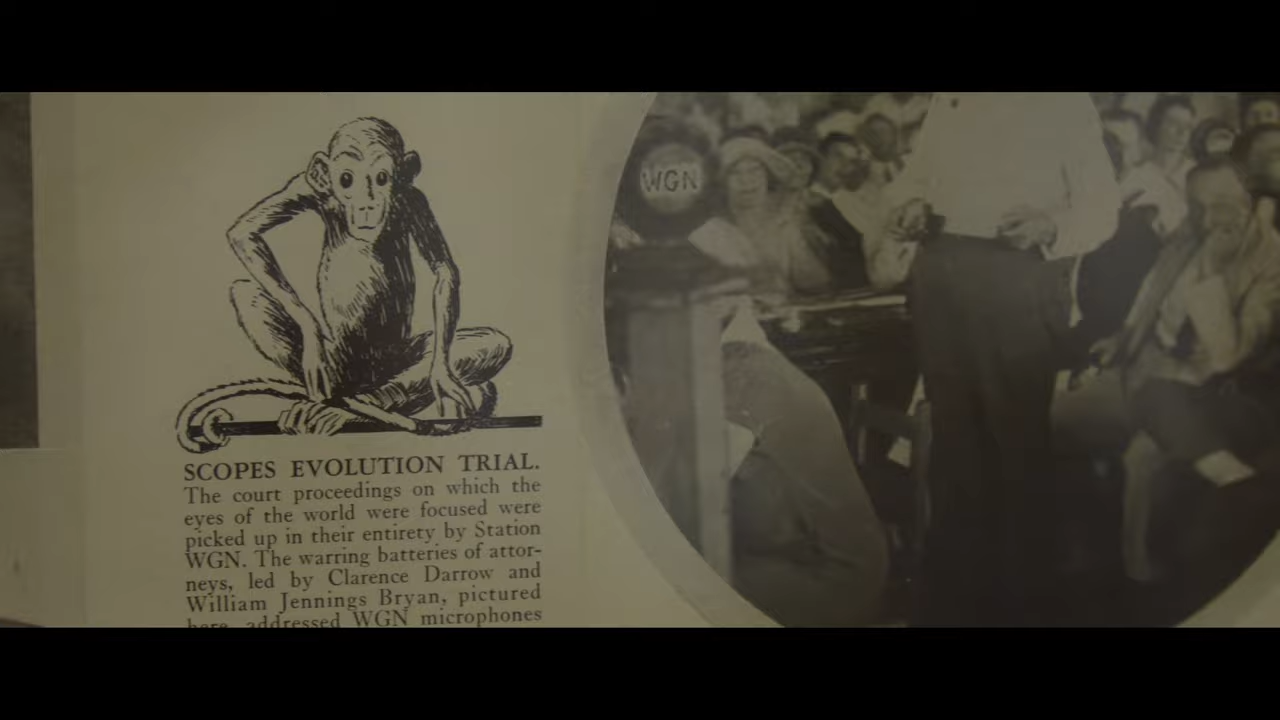 SCOPES EVOLUTION TRIAL.
The court proceedings on which the
eyes of the world were focused were
picked up in their entirety by Station
WGN. The warring batteries of attor-
neys, led by Clarence Darrow and
William Jennings Bryan, pictured
here, addressed WGN microphones
WGN